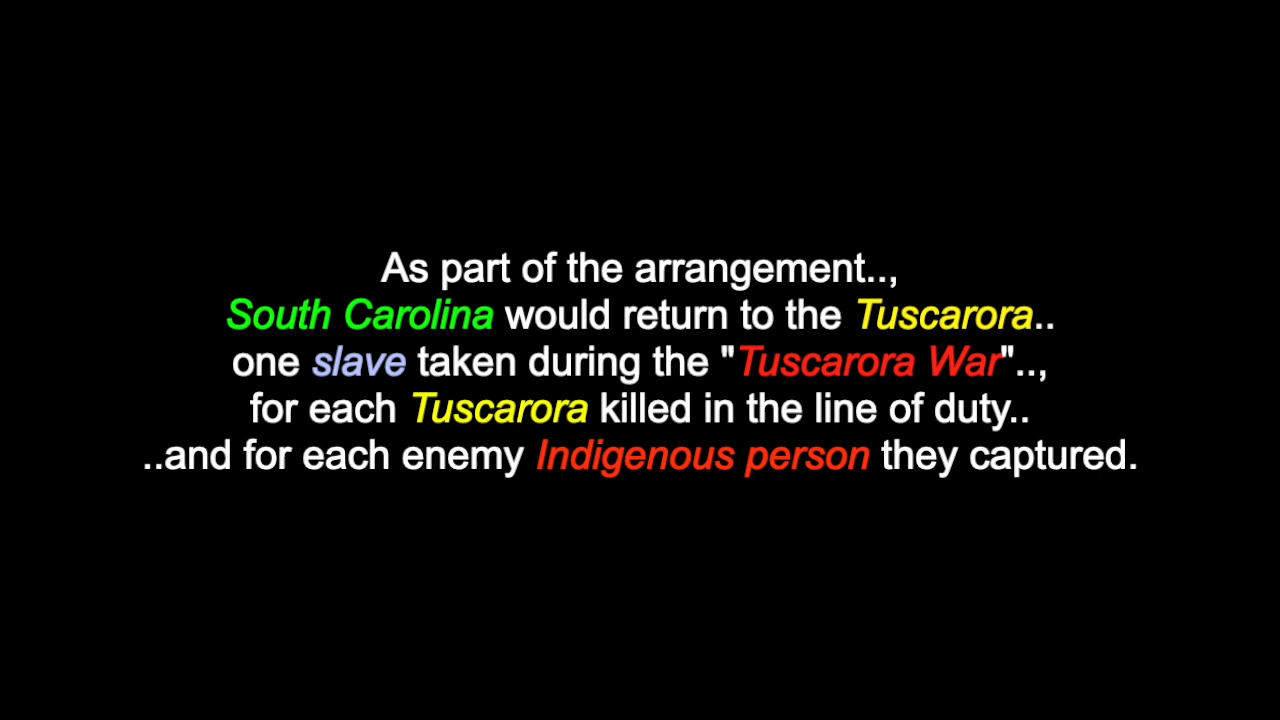 As part of the arrangement..,
South Carolina would return to the Tuscarora..
one slave taken during the "Tuscarora War"..,
for each Tuscarora killed in the line of duty..
..and for each enemy Indigenous person they captured.